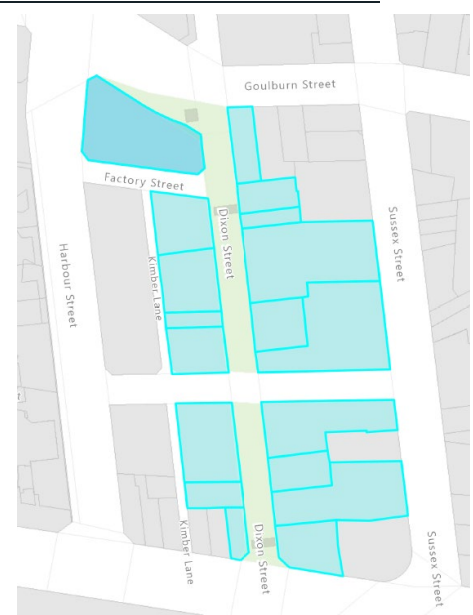 Goulburn Street
Factory Street
Dixon Street
Sussex Street
Harbour Street
Kimber Lane
Kimber Lane
Dixon Street
Sussex Street